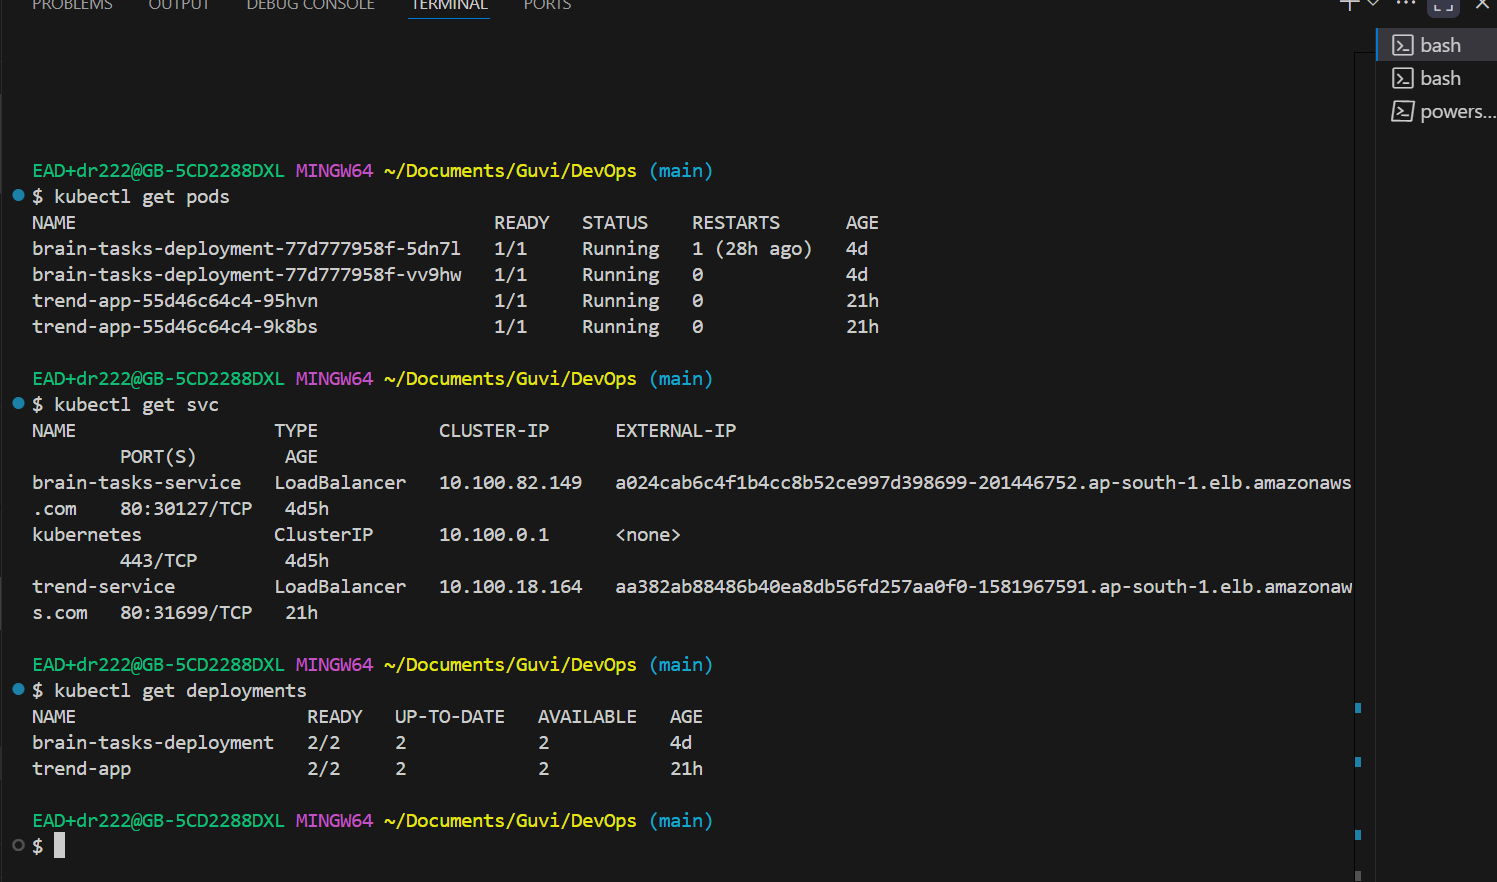 PROBLEMS OUTPUT DEBUG CONSOLE TERMINAL PORTS
bash
bash
powers...
EAD+dr222@GB-5CD2288DXL MINGW64 ~/Documents/Guvi/DevOps (main)
$ kubectl get pods
NAME READY STATUS RESTARTS AGE
brain-tasks-deployment-77d777958f-5dn7l 1/1 Running 1 (28h ago) 4d
brain-tasks-deployment-77d777958f-vv9hw 1/1 Running 0 4d
trend-app-55d46c64c4-95hvn 1/1 Running 0 21h
trend-app-55d46c64c4-9k8bs 1/1 Running 0 21h
EAD+dr222@GB-5CD2288DXL MINGW64 ~/Documents/Guvi/DevOps (main)
$ kubectl get svc
NAME TYPE CLUSTER-IP EXTERNAL-IP
PORT(S) AGE
brain-tasks-service LoadBalancer 10.100.82.149 a024cab6c4f1b4cc8b52ce997d398699-201446752.ap-south-1.elb.amazonaws
.com 80:30127/TCP 4d5h
kubernetes ClusterIP 10.100.0.1 <none>
443/TCP 4d5h
trend-service LoadBalancer 10.100.18.164 aa382ab88486b40ea8db56fd257aa0f0-1581967591.ap-south-1.elb.amazonaw
s.com 80:31699/TCP 21h
EAD+dr222@GB-5CD2288DXL MINGW64 ~/Documents/Guvi/DevOps (main)
$ kubectl get deployments
NAME READY UP-TO-DATE AVAILABLE AGE
brain-tasks-deployment 2/2 2 2 4d
trend-app 2/2 2 2 21h
EAD+dr222@GB-5CD2288DXL MINGW64 ~/Documents/Guvi/DevOps (main)
$